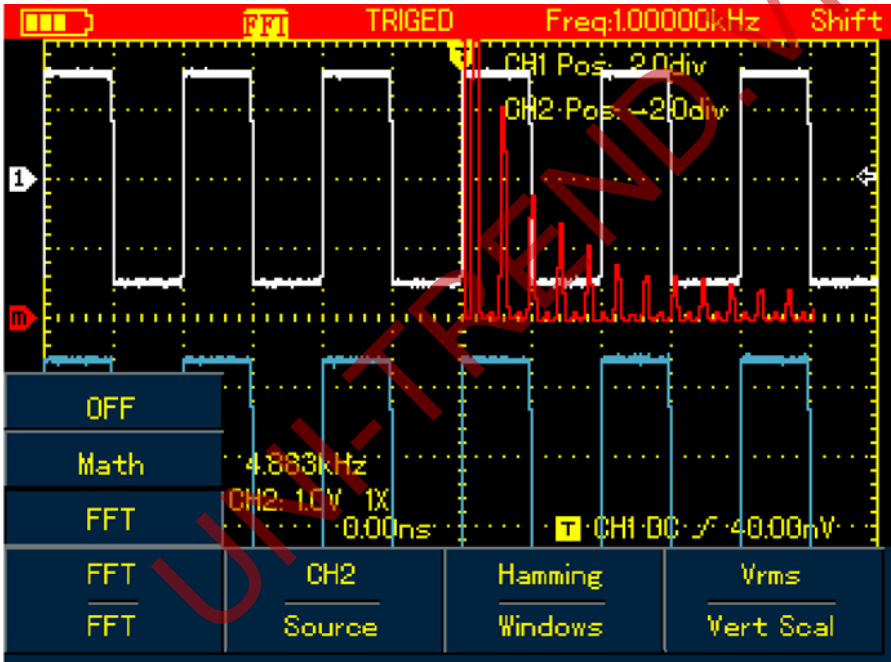 FFT TRIGED Freq:1.00000kHz Shift
T
CH1 Pos: 2.0div
CH2 Pos: -2.0div
1
m
OFF
Math
FFT
4.883kHz
CH2: 1.0V 1X
0.00ns T CH1 DC 40.00mV
FFT CH2 Hamming Vrms
FFT Source Windows Vert Scal
UNI-TREND.V